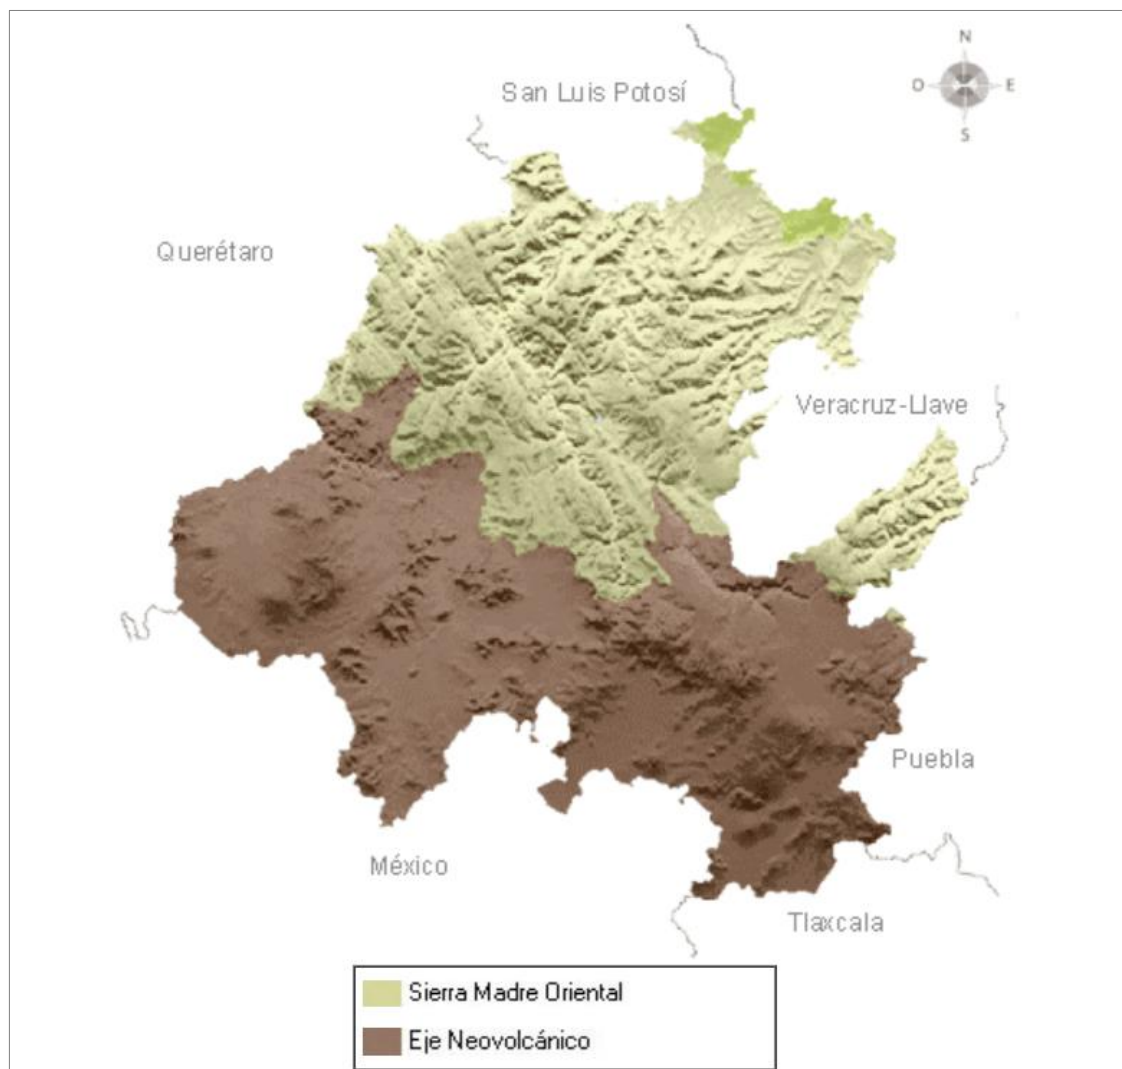 N
San Luis Potosí
O
E
S
Querétaro
Veracruz-Llave
Puebla
México
Tlaxcala
Sierra Madre Oriental
Eje Neovolcánico